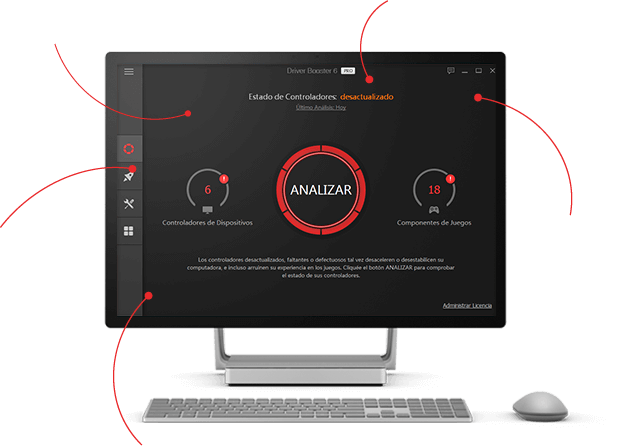 Driver Booster 6 PRO
Estado de Controladores: desactualizado
Último Análisis: Hoy
6
ANALIZAR
18
Controladores de Dispositivos
Componentes de Juegos
Los controladores desactualizados, faltantes o defectuosos tal vez desaceleren o desestabilicen su
computadora, e incluso arruinen su experiencia en los juegos. Cliquée el botón ANALIZAR para comprobar
el estado de sus controladores.
Administrar Licencia